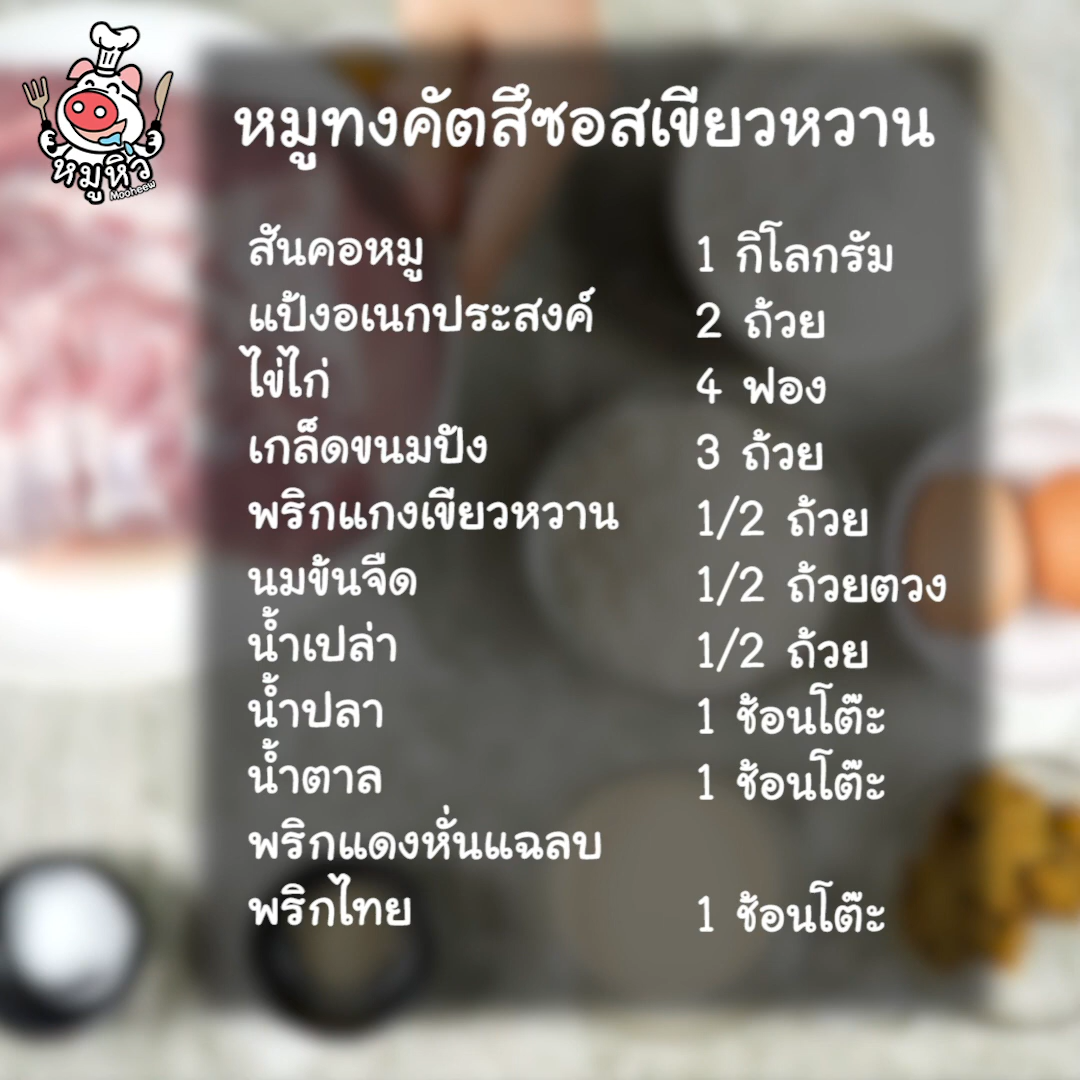 หมูหิว
Mooheew
หมูทงคัตสึซอสเขียวหวาน
สันคอหมู 1 กิโลกรัม
แป้งอเนกประสงค์ 2 ถ้วย
ไข่ไก่ 4 ฟอง
เกล็ดขนมปัง 3 ถ้วย
พริกแกงเขียวหวาน 1/2 ถ้วย
นมข้นจืด 1/2 ถ้วยตวง
น้ำเปล่า 1/2 ถ้วย
น้ำปลา 1 ช้อนโต๊ะ
น้ำตาล 1 ช้อนโต๊ะ
พริกแดงหั่นแฉลบ
พริกไทย 1 ช้อนโต๊ะ